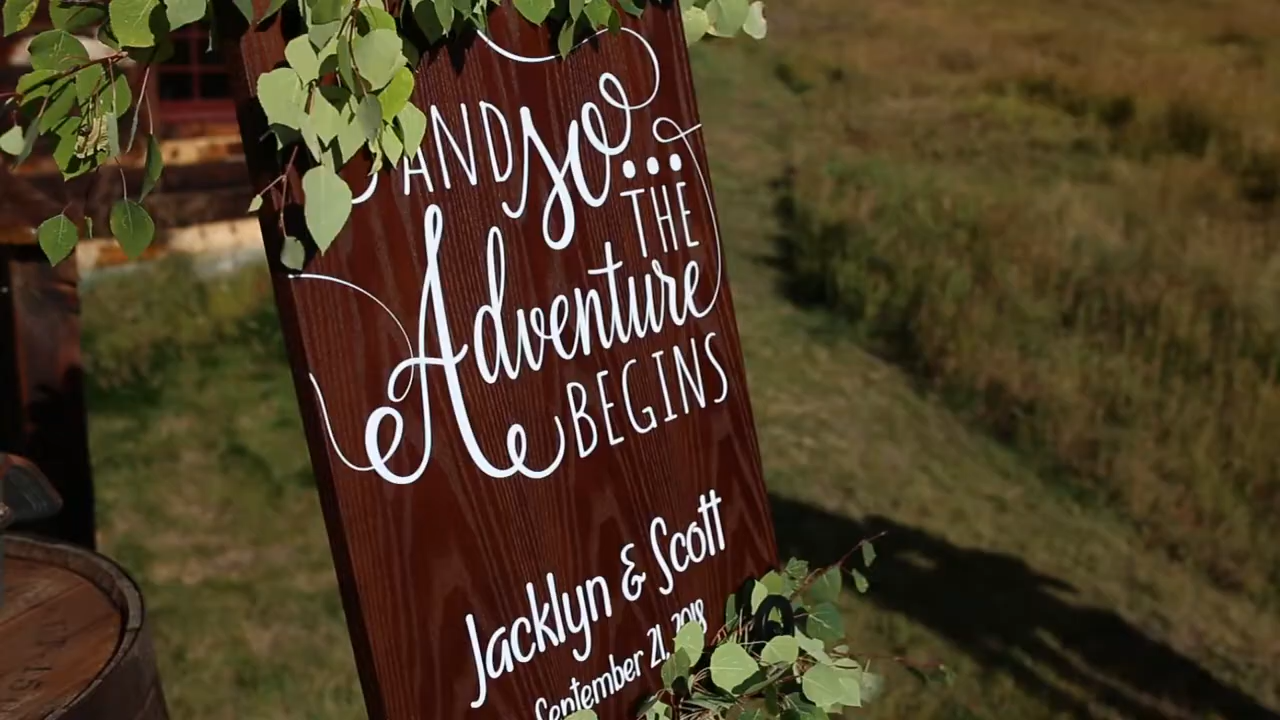 AND so...
THE
Adventure
BEGINS
Jacklyn & Scott
September 21, 2018